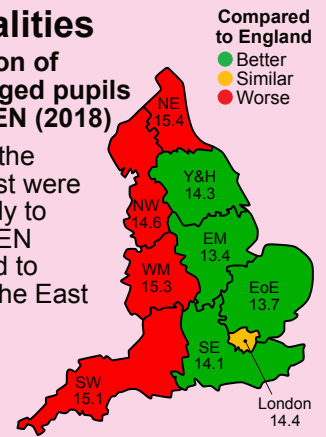 alities
on of
ged pupils
EN (2018)
the
st were
ly to
EN
d to
he East
Compared
to England
Better
Similar
Worse
NE
15.4
Y&H
14.3
NW
14.6
EM
13.4
WM
15.3
EoE
13.7
SE
14.1
SW
15.1
London
14.4